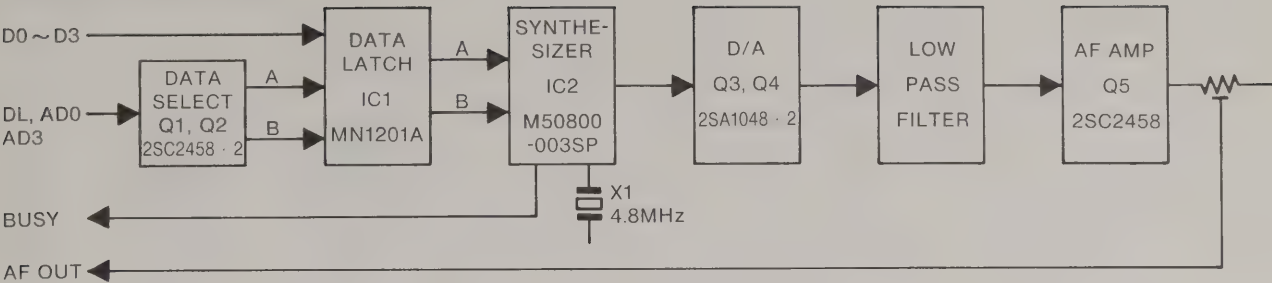 D0~D3
DL, AD0
AD3
BUSY
AF OUT
DATA
SELECT
Q1, Q2
2SC2458 · 2
A
B
DATA
LATCH
IC1
MN1201A
A
B
SYNTHE-
SIZER
IC2
M50800
-003SP
X1
4.8MHz
D/A
Q3, Q4
2SA1048 · 2
LOW
PASS
FILTER
AF AMP
Q5
2SC2458